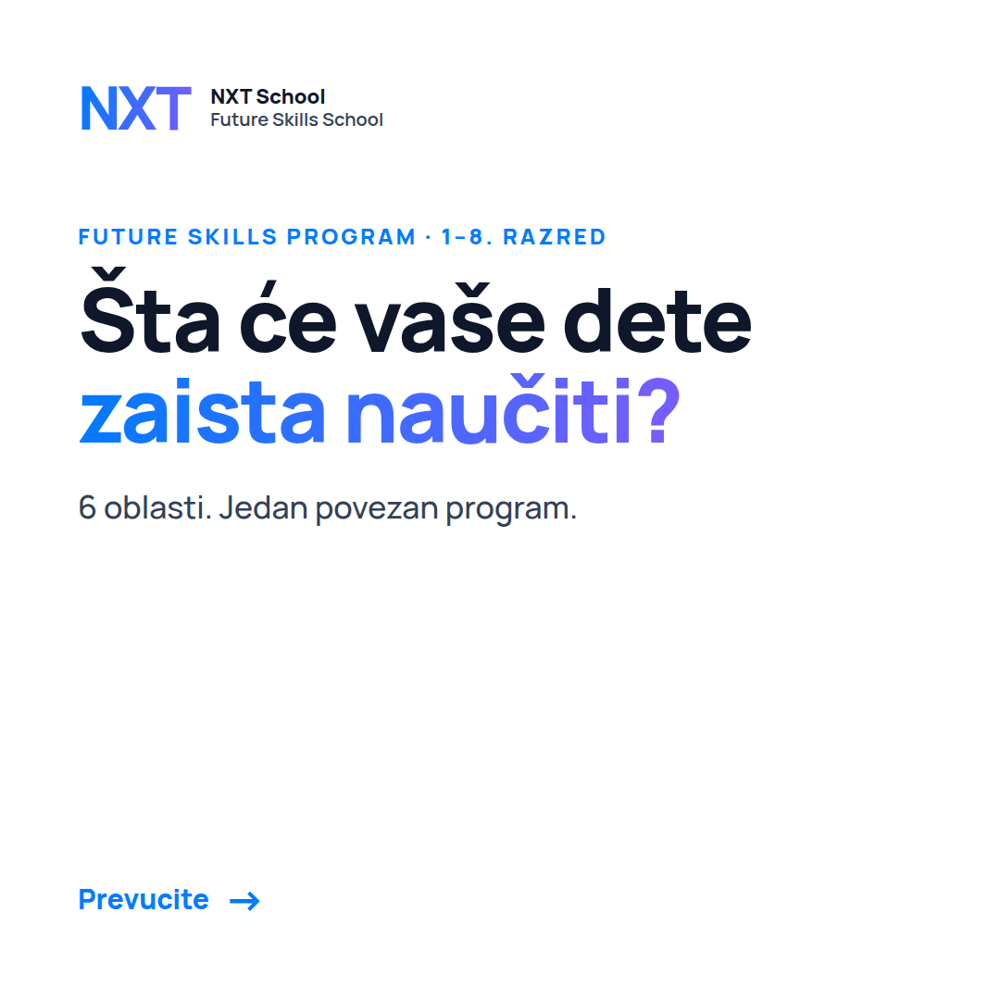 NXT
NXT School
Future Skills School
FUTURE SKILLS PROGRAM · 1–8. RAZRED
Šta će vaše dete
zaista naučiti?
6 oblasti. Jedan povezan program.
Prevucite →